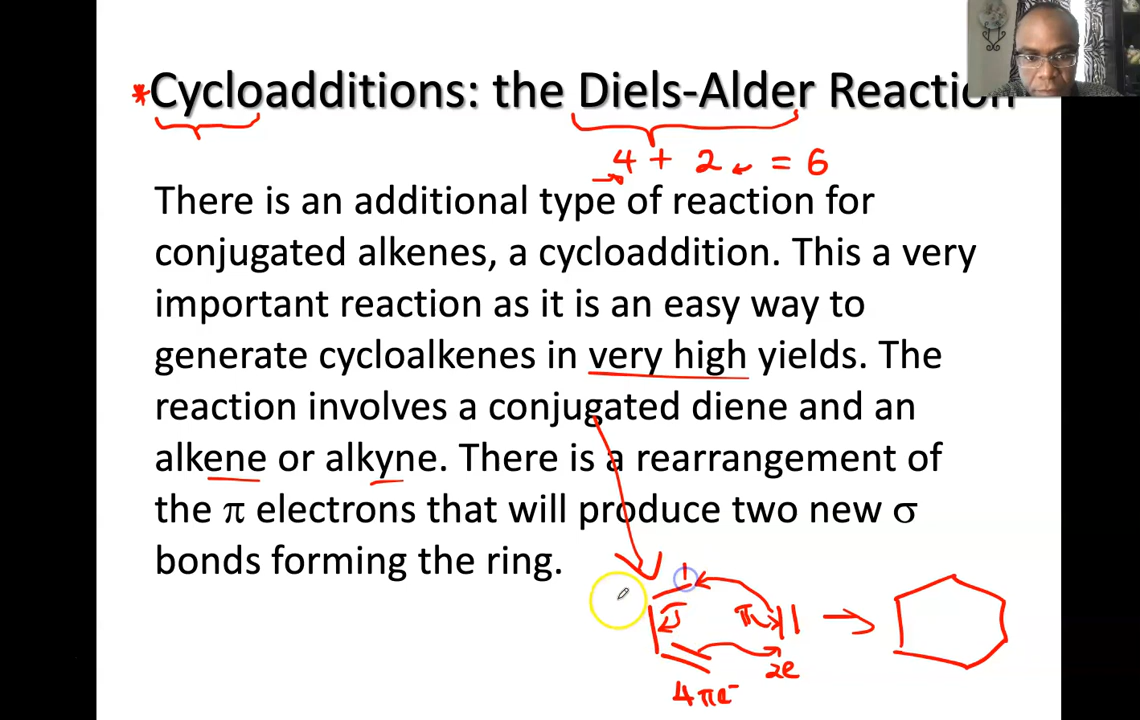 *Cycloadditions: the Diels-Alder Reaction
4 + 2 = 6
There is an additional type of reaction for
conjugated alkenes, a cycloaddition. This a very
important reaction as it is an easy way to
generate cycloalkenes in very high yields. The
reaction involves a conjugated diene and an
alkene or alkyne. There is a rearrangement of
the π electrons that will produce two new σ
bonds forming the ring.
1
π
2e
4πe⁻